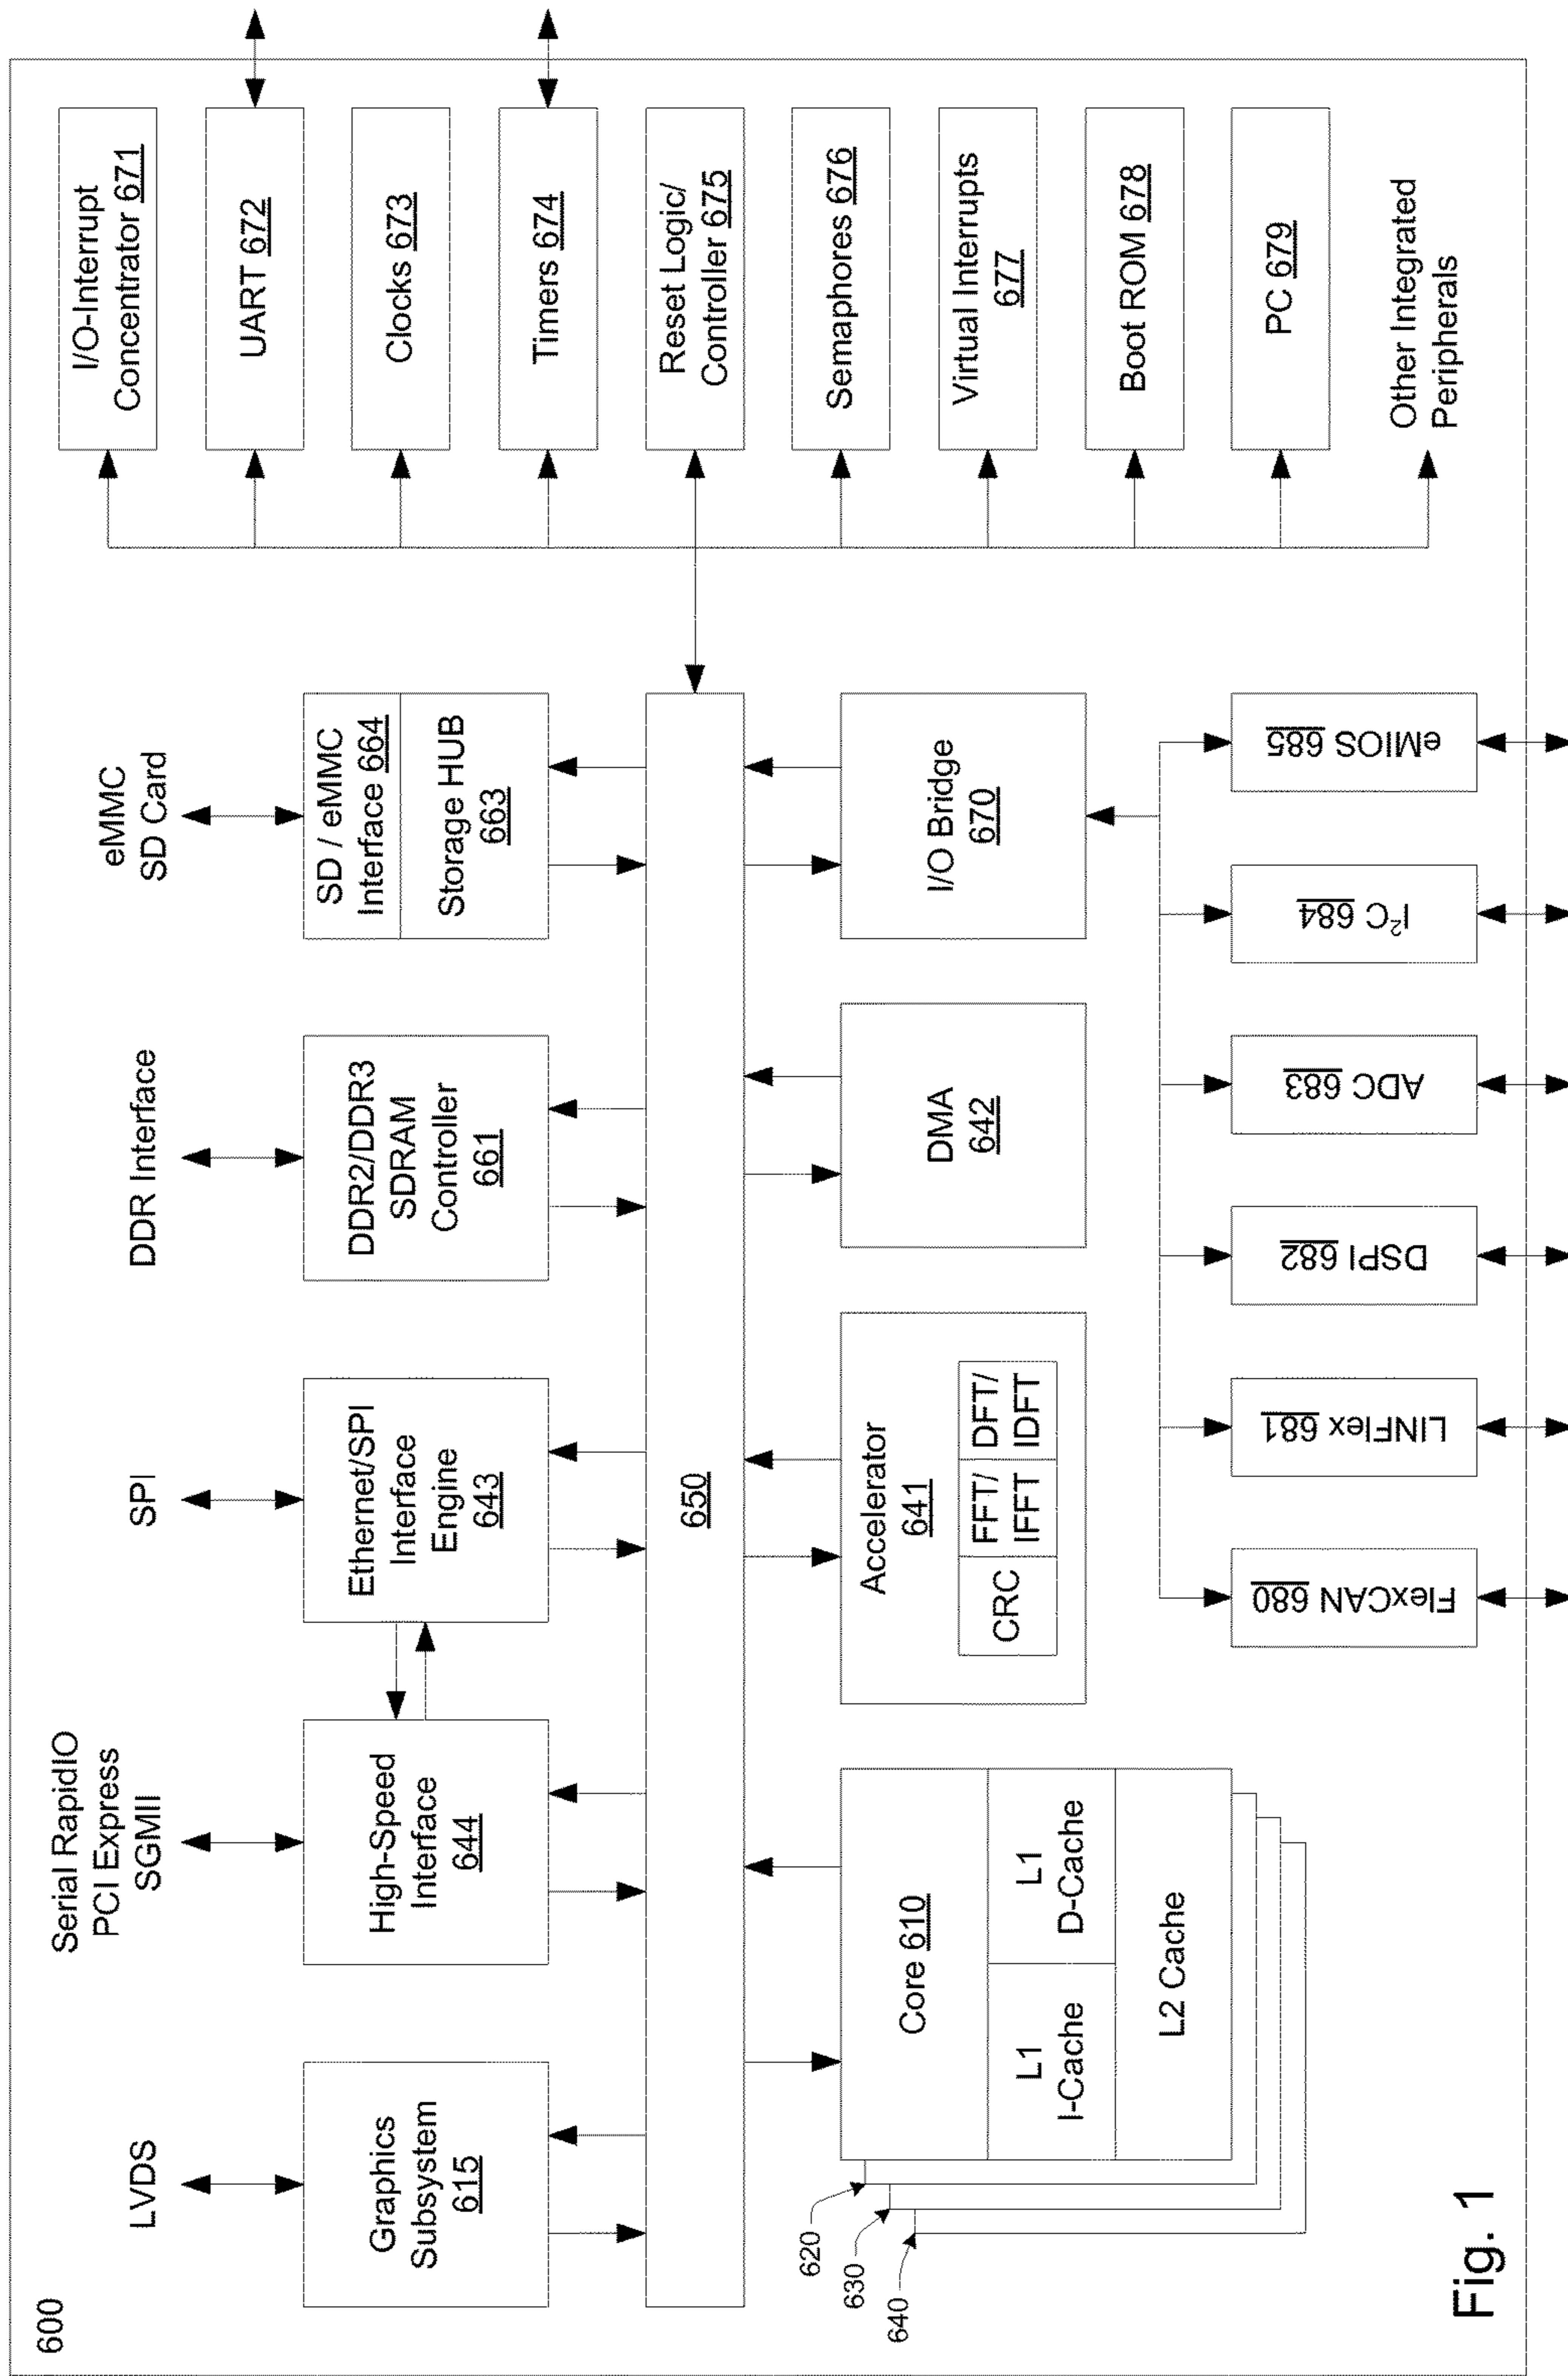 600
LVDS
Serial RapidIO
PCI Express
SGMII
SPI
DDR Interface
eMMC
SD Card
Graphics
Subsystem
615
High-Speed
Interface
644
Ethernet/SPI
Interface
Engine
643
DDR2/DDR3
SDRAM
Controller
661
SD / eMMC
Interface 664
Storage HUB
663
650
620
630
640
Core 610
L1
I-Cache
L1
D-Cache
L2 Cache
Accelerator
641
CRC
FFT/
IFFT
DFT/
IDFT
DMA
642
I/O Bridge
670
FlexCAN 680
LINFlex 681
DSPI 682
ADC 683
I²C 684
eMIOS 685
I/O-Interrupt
Concentrator 671
UART 672
Clocks 673
Timers 674
Reset Logic/
Controller 675
Semaphores 676
Virtual Interrupts
677
Boot ROM 678
PC 679
Other Integrated
Peripherals
Fig. 1